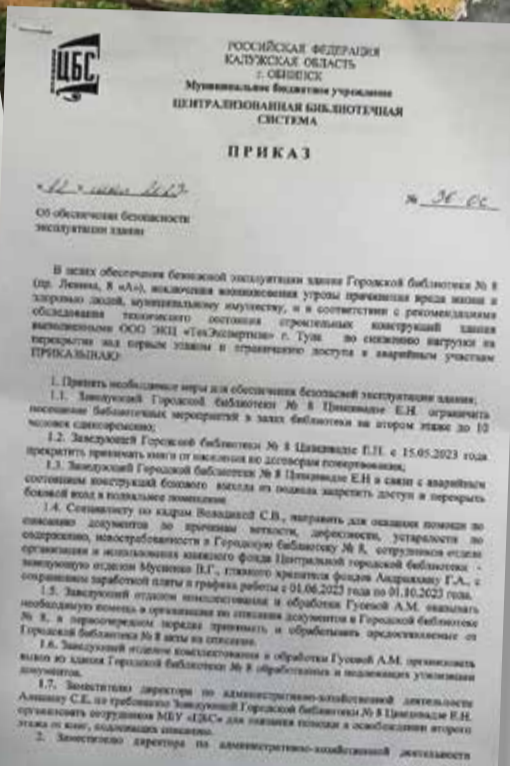 ЦБС
РОССИЙСКАЯ ФЕДЕРАЦИЯ
КАЛУЖСКАЯ ОБЛАСТЬ
г. ОБНИНСК
Муниципальное бюджетное учреждение
ЦЕНТРАЛИЗОВАННАЯ БИБЛИОТЕЧНАЯ
СИСТЕМА
ПРИКАЗ
« 12 » 2023
№ 36 ос
Об обеспечении безопасности
эксплуатации здания
В целях обеспечения безопасной эксплуатации здания Городской библиотеки № 8
(пр. Ленина, 8 «А»), исключения возникновения угрозы причинения вреда жизни и
здоровью людей, муниципальному имуществу, и в соответствии с рекомендациями
обследования технического состояния строительных конструкций здания
выполненными ООО ЭКЦ «ТехЭкспертиза» г. Тула по снижению нагрузки на
перекрытия над первым этажом и ограничению доступа к аварийным участкам
ПРИКАЗЫВАЮ:
1. Принять необходимые меры для обеспечения безопасной эксплуатации здания;
1.1. Заведующей Городской библиотеки № 8 Цивцивадзе Е.Н. ограничить
посещение библиотечных мероприятий в залах библиотеки на втором этаже до 10
человек единовременно;
1.2. Заведующей Городской библиотеки № 8 Цивцивадзе Е.Н. с 15.05.2023 года
прекратить принимать книги от населения по договорам пожертвования;
1.3. Заведующей Городской библиотеки № 8 Цивцивадзе Е.Н в связи с аварийным
состоянием конструкций бокового выхода из подвала запретить доступ и перекрыть
боковой вход в подвальное помещение
1.4. Специалисту по кадрам С.В., направить для оказания помощи по
списанию документов по причинам ветхости, дефектности, устарелости по
содержанию, невостребованности в Городскую библиотеку № 8, сотрудников отдела
организации и использования книжного фонда Центральной городской библиотеки -
заведующую отделом В.Г., главного хранителя фондов Г.А., с
сохранением заработной платы и графика работы с 01.06.2023 года по 01.10.2023 года.
1.5. Заведующей отделом комплектования и обработки Гусевой А.М. оказывать
необходимую помощь в организации по списанию документов в Городской библиотеке
№ 8, в первоочередном порядке принимать и обрабатывать предоставляемые от
Городской библиотеки № 8 акты на списание.
1.6. Заведующей отделом комплектования и обработки Гусевой А.М. организовать
вывоз из здания Городской библиотеки № 8 обработанных и подлежащих утилизации
документов.
1.7. Заместителю директора по административно-хозяйственной деятельности
С.Е. по требованию Заведующей Городской библиотеки № 8 Цивцивадзе Е.Н.
организовать сотрудников МБУ «ЦБС» для оказания помощи в освобождении второго
этажа от книг, подлежащих списанию.
2. Заместителю директора по административно-хозяйственной деятельности